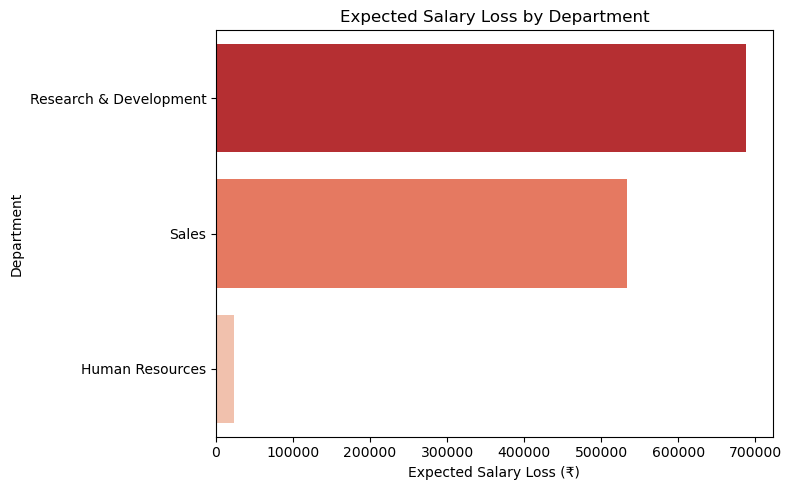 Expected Salary Loss by Department
Department
Research & Development
Sales
Human Resources
0 100000 200000 300000 400000 500000 600000 700000
Expected Salary Loss (₹)